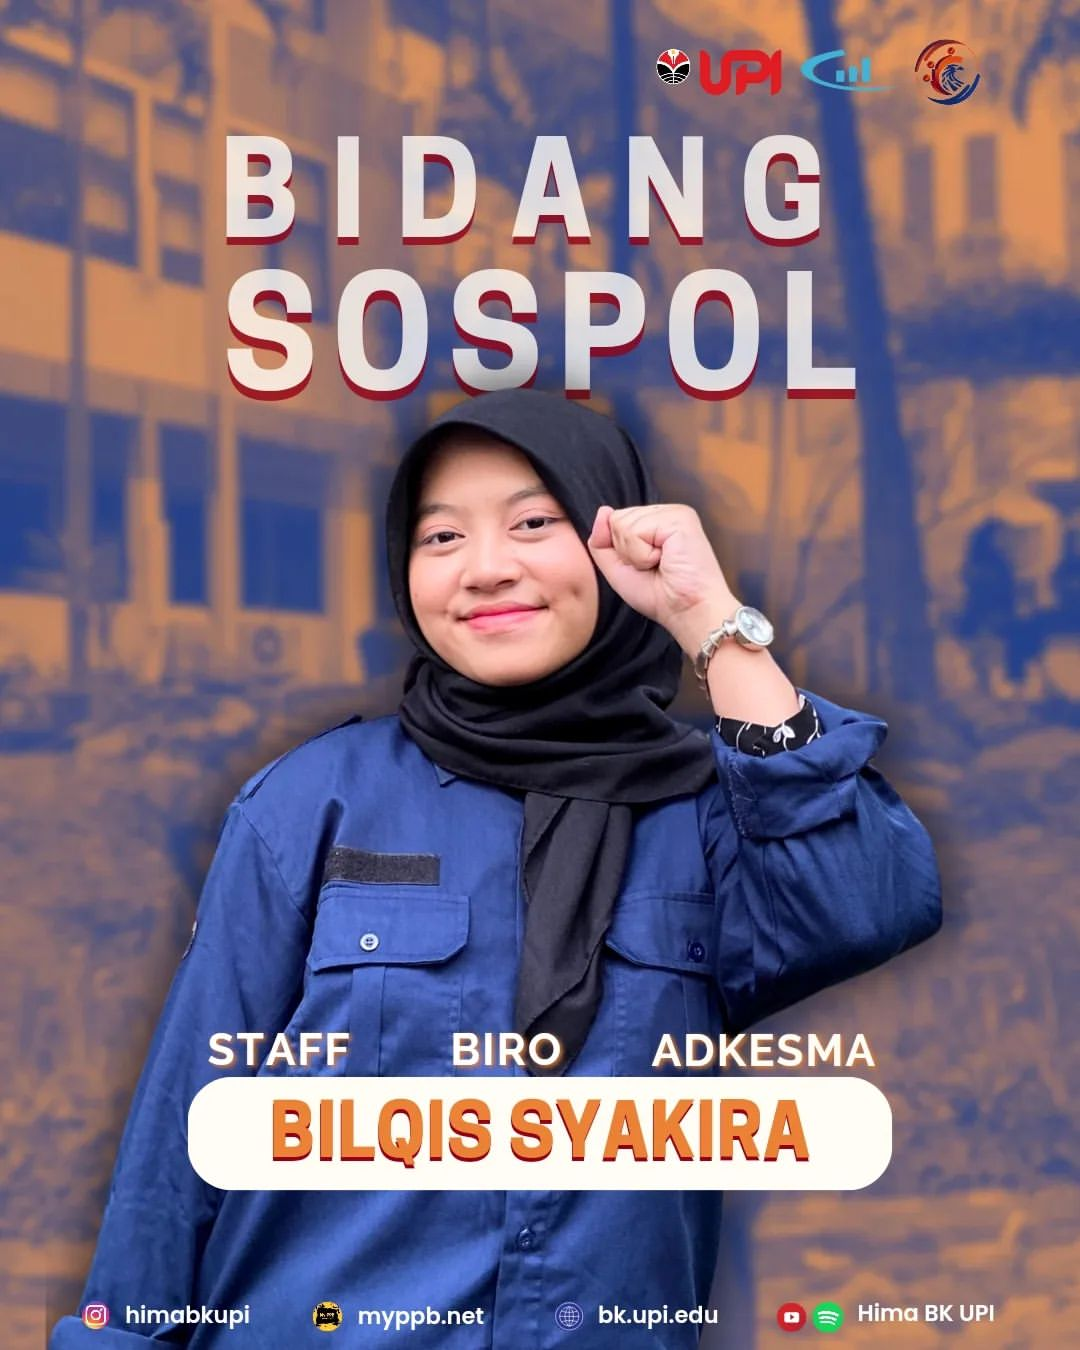 UPI
BIDANG
SOSPOL
STAFF BIRO ADKESMA
BILQIS SYAKIRA
himabkupi myppb.net bk.upi.edu Hima BK UPI